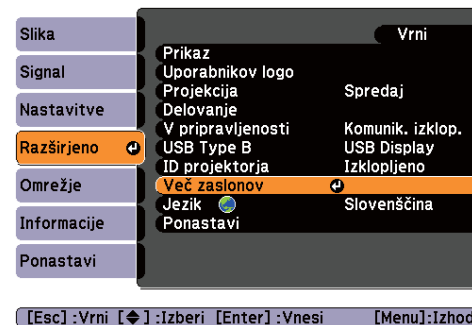 Slika
Signal
Nastavitve
Razširjeno
Omrežje
Informacije
Ponastavi
Vrni
Prikaz
Uporabnikov logo
Projekcija Spredaj
Delovanje
V pripravljenosti Komunik. izklop.
USB Type B USB Display
ID projektorja Izklopljeno
Več zaslonov
Jezik Slovenščina
Ponastavi
[Esc] :Vrni [◆] :Izberi [Enter] :Vnesi [Menu]:Izhod